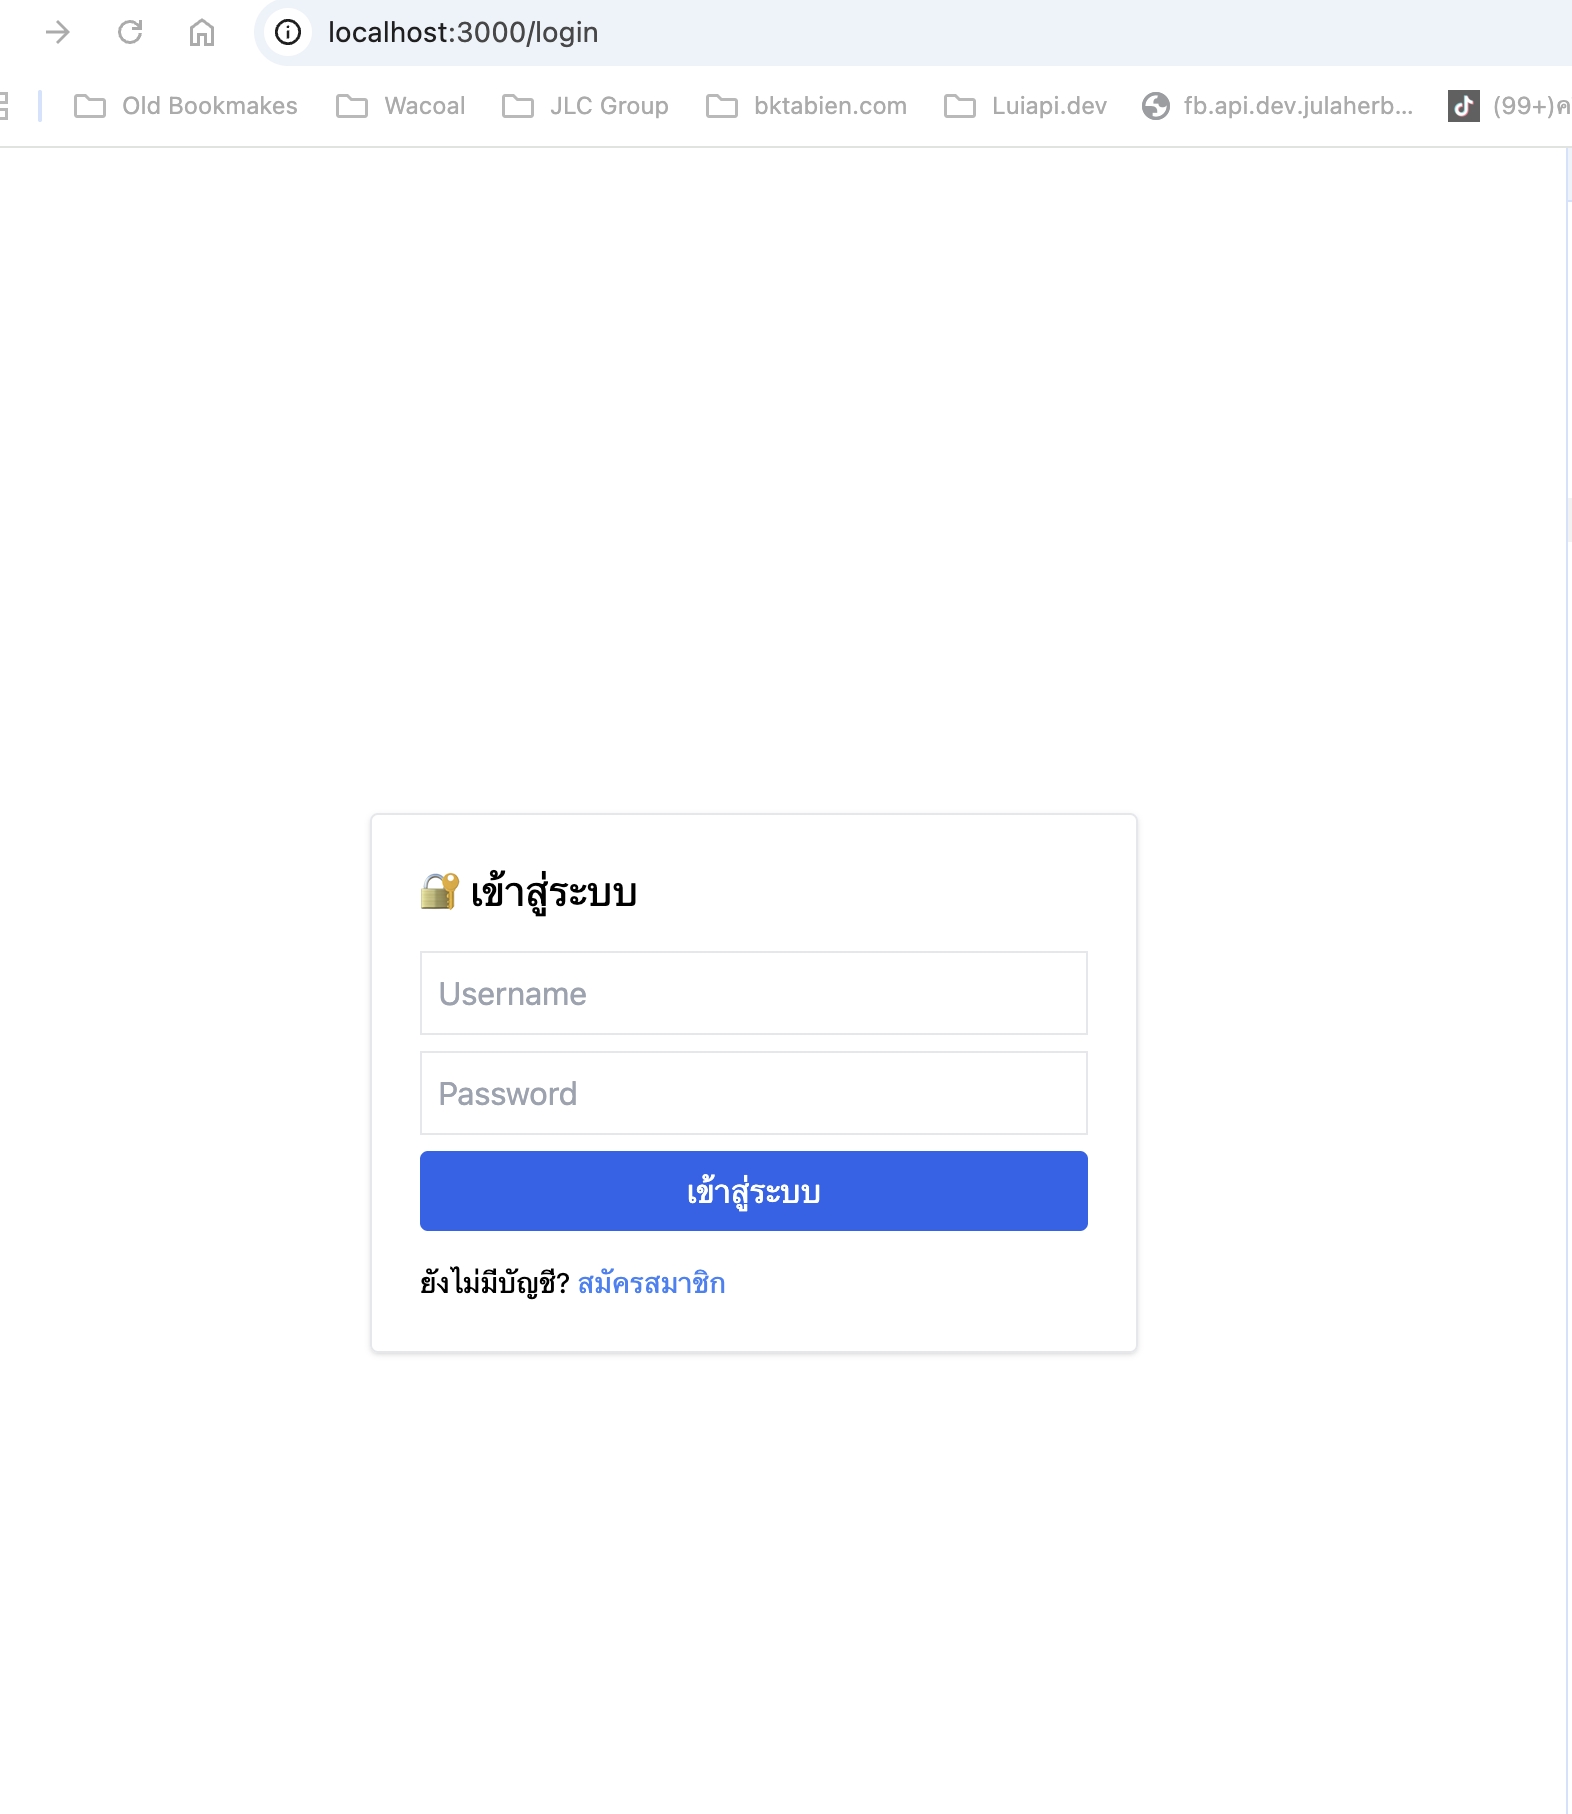 localhost:3000/login
Old Bookmakes Wacoal JLC Group bktabien.com Luiapi.dev fb.api.dev.julaherb... (99+)ค
🔐 เข้าสู่ระบบ
Username
Password
เข้าสู่ระบบ
ยังไม่มีบัญชี? สมัครสมาชิก